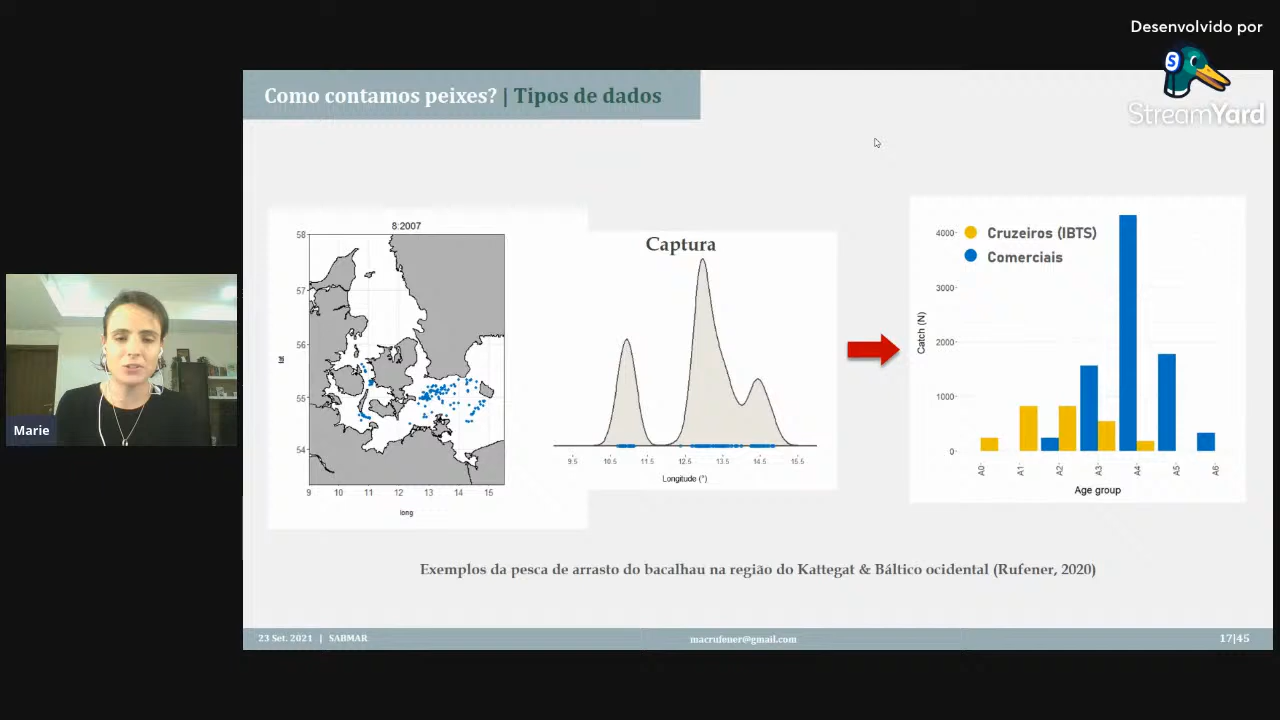 Desenvolvido por
S
StreamYard
Como contamos peixes? | Tipos de dados
8:2007
58
57
56
55
54
lat
9 10 11 12 13 14 15
long
Captura
9.5 10.5 11.5 12.5 13.5 14.5 15.5
Longitude (°)
Cruzeiros (IBTS)
Comerciais
4000
3000
2000
1000
0
Catch (N)
A0 A1 A2 A3 A4 A5 A6
Age group
Marie
Exemplos da pesca de arrasto do bacalhau na região do Kattegat & Báltico ocidental (Rufener, 2020)
23 Set. 2021 | SABMAR
macrufener@gmail.com
17|45